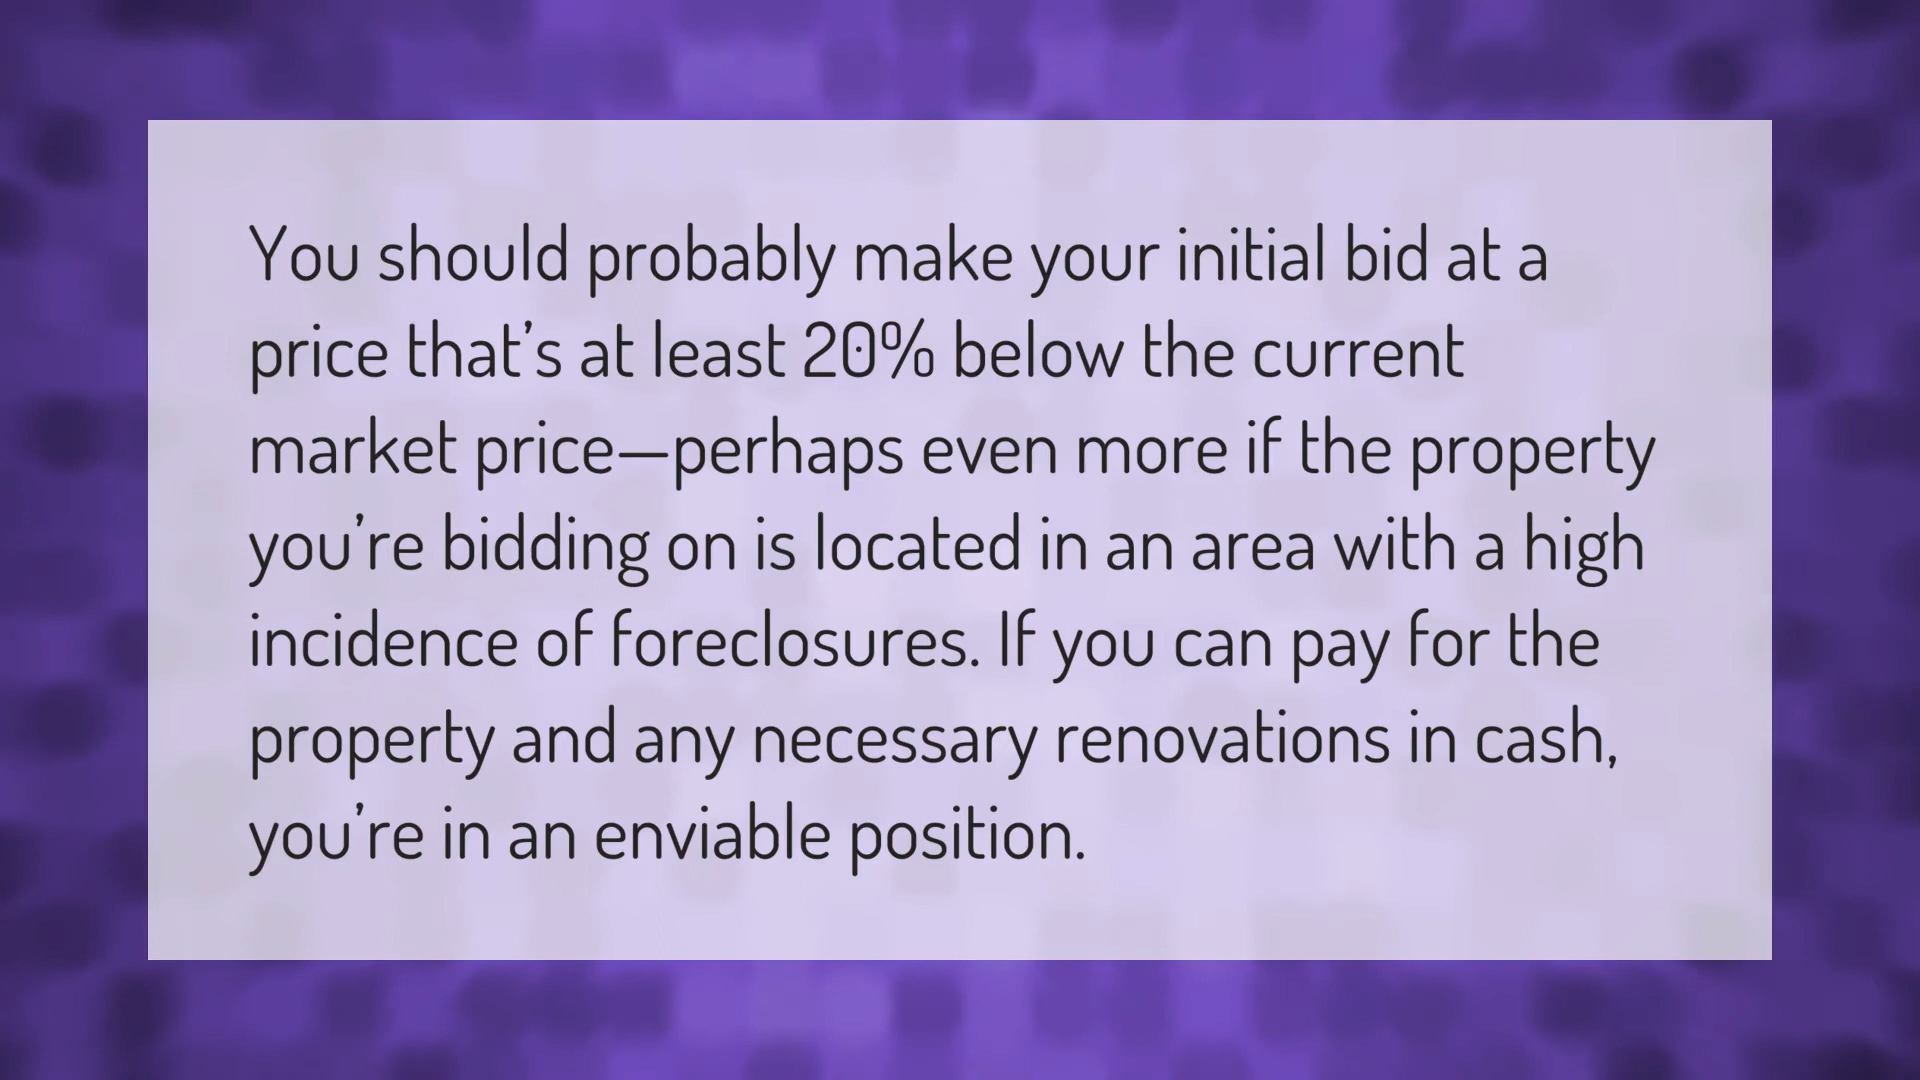 You should probably make your initial bid at a
price that’s at least 20% below the current
market price—perhaps even more if the property
you’re bidding on is located in an area with a high
incidence of foreclosures. If you can pay for the
property and any necessary renovations in cash,
you’re in an enviable position.